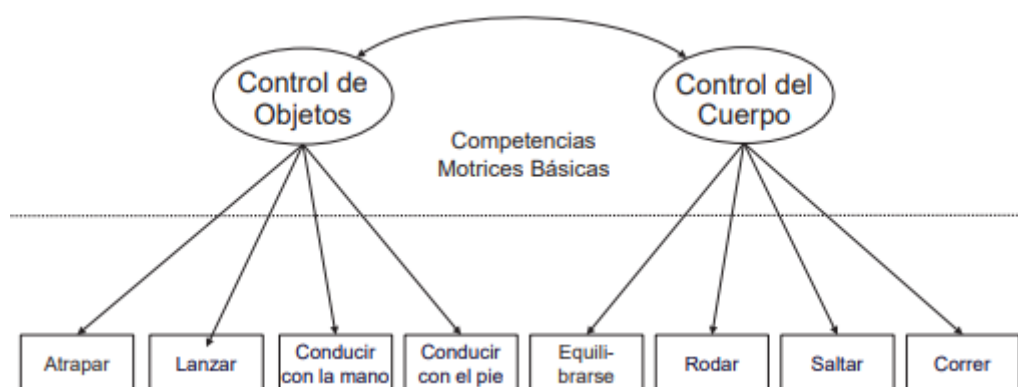 Control de
Objetos
Control del
Cuerpo
Competencias
Motrices Básicas
Atrapar
Lanzar
Conducir
con la mano
Conducir
con el pie
Equili-
brarse
Rodar
Saltar
Correr